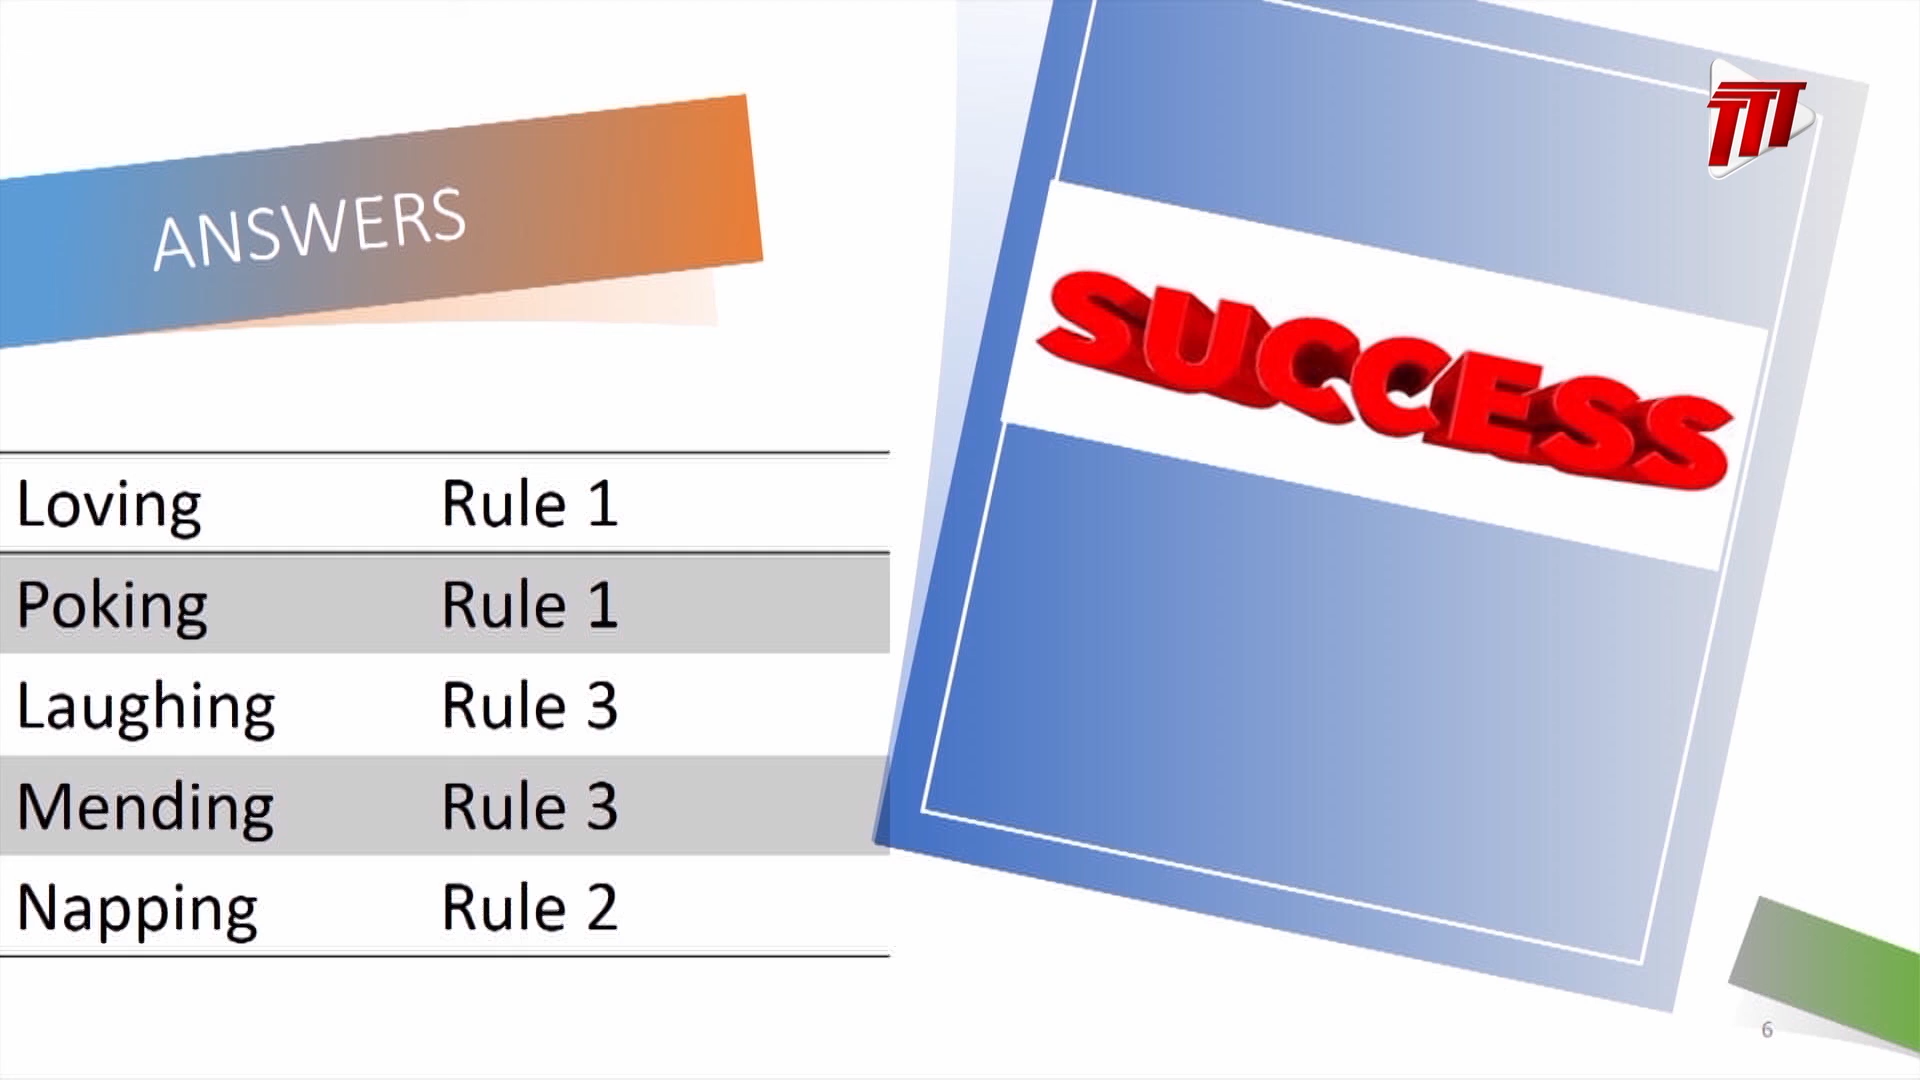 ANSWERS
Loving Rule 1
Poking Rule 1
Laughing Rule 3
Mending Rule 3
Napping Rule 2
SUCCESS
TTT
6